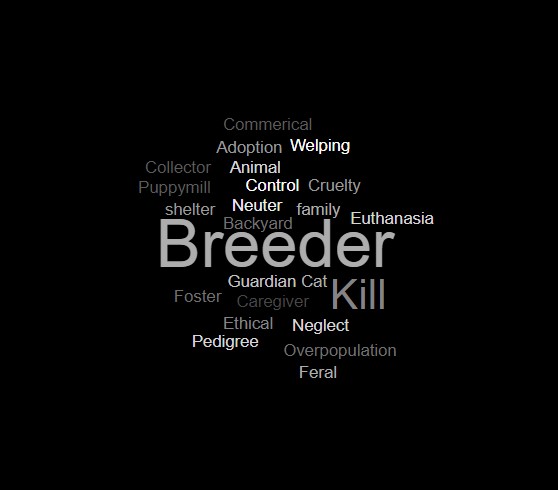 Commerical
Adoption Welping
Collector Animal
Puppymill Control Cruelty
shelter Neuter family
Backyard Euthanasia
Breeder
Guardian Cat
Foster Caregiver Kill
Ethical Neglect
Pedigree
Overpopulation
Feral